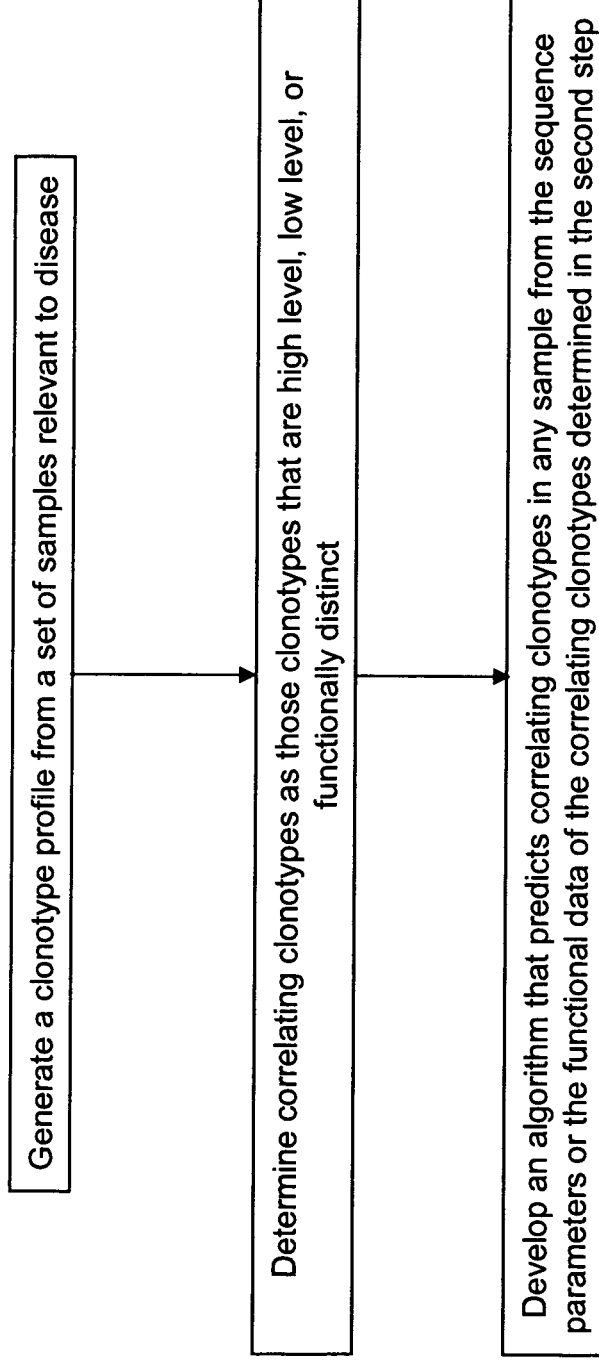 Generate a clonotype profile from a set of samples relevant to disease
Determine correlating clonotypes as those clonotypes that are high level, low level, or
functionally distinct
Develop an algorithm that predicts correlating clonotypes in any sample from the sequence
parameters or the functional data of the correlating clonotypes determined in the second step